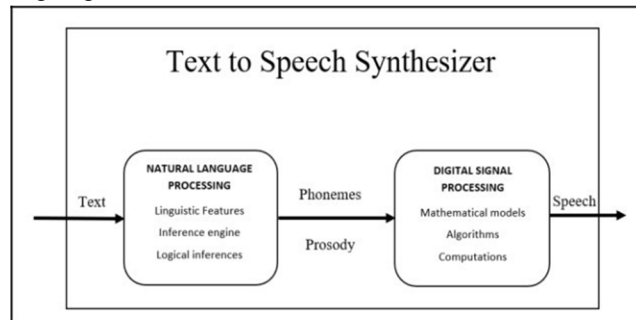 Text to Speech Synthesizer
NATURAL LANGUAGE
PROCESSING
Linguistic Features
Inference engine
Logical inferences
Text
Phonemes
Prosody
DIGITAL SIGNAL
PROCESSING
Mathematical models
Algorithms
Computations
Speech